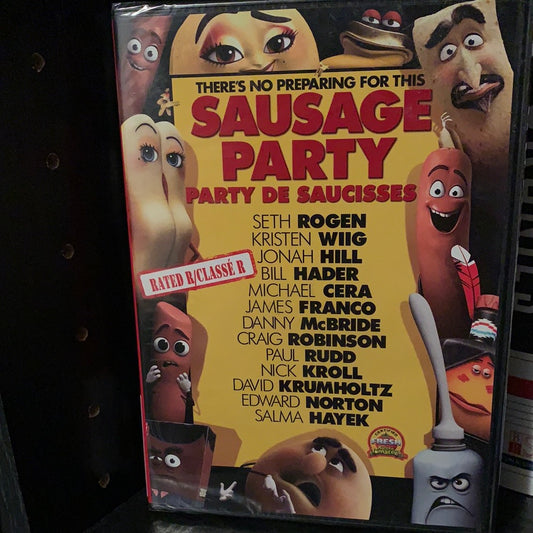 THERE'S NO PREPARING FOR THIS
SAUSAGE
PARTY
PARTY DE SAUCISSES
SETH ROGEN
KRISTEN WIIG
JONAH HILL
RATED R/CLASSÉ R
BILL HADER
MICHAEL CERA
JAMES FRANCO
DANNY McBRIDE
CRAIG ROBINSON
PAUL RUDD
NICK KROLL
DAVID KRUMHOLTZ
EDWARD NORTON
SALMA HAYEK
FRESH